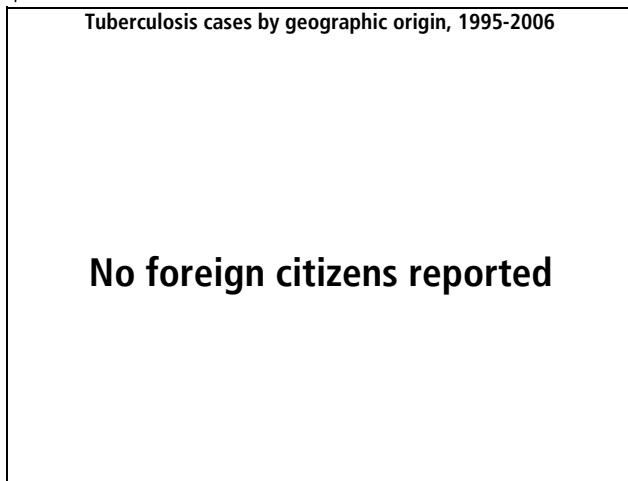 Tuberculosis cases by geographic origin, 1995-2006
No foreign citizens reported